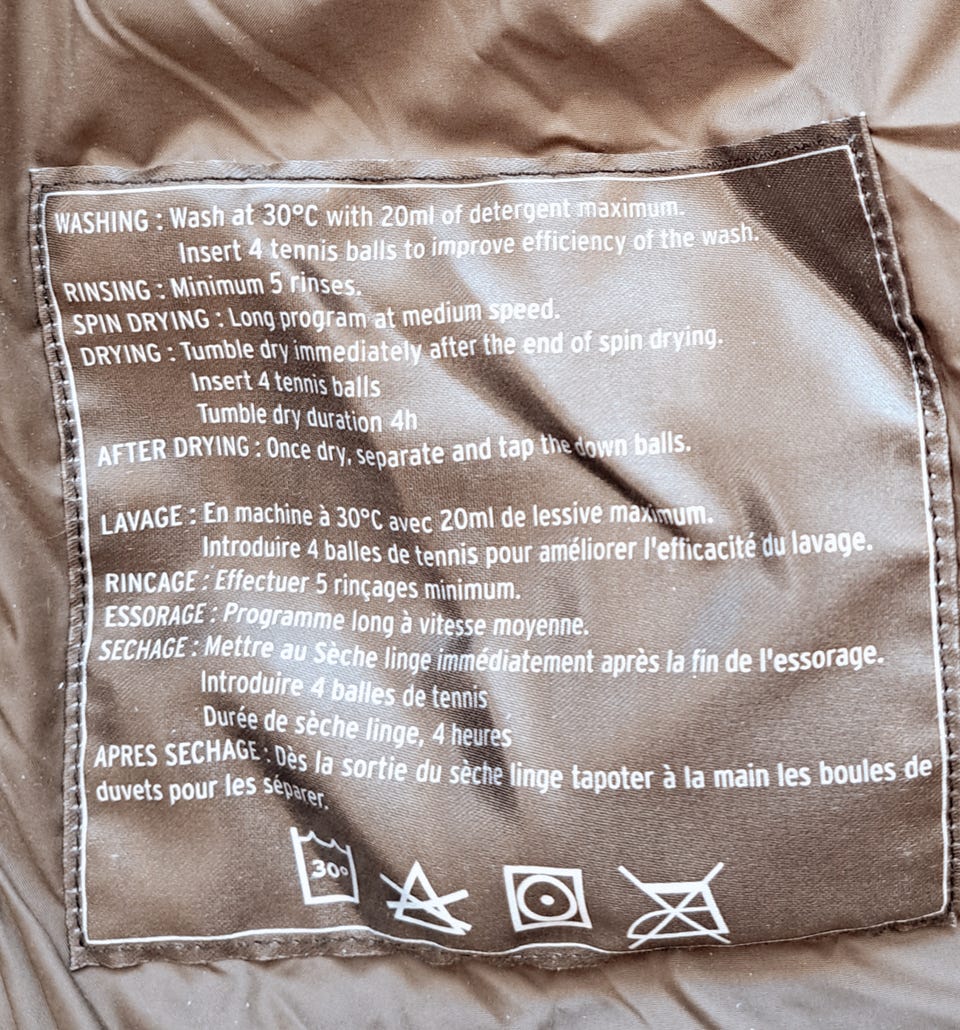 WASHING : Wash at 30°C with 20ml of detergent maximum.
Insert 4 tennis balls to improve efficiency of the wash.
RINSING : Minimum 5 rinses.
SPIN DRYING : Long program at medium speed.
DRYING : Tumble dry immediately after the end of spin drying.
Insert 4 tennis balls
Tumble dry duration 4h
AFTER DRYING : Once dry, separate and tap the down balls.
LAVAGE : En machine à 30°C avec 20ml de lessive maximum.
Introduire 4 balles de tennis pour améliorer l'efficacité du lavage.
RINCAGE : Effectuer 5 rinçages minimum.
ESSORAGE : Programme long à vitesse moyenne.
SECHAGE : Mettre au Sèche linge immédiatement après la fin de l'essorage.
Introduire 4 balles de tennis
Durée de sèche linge, 4 heures
APRES SECHAGE : Dès la sortie du sèche linge tapoter à la main les boules de
duvets pour les séparer.
30°